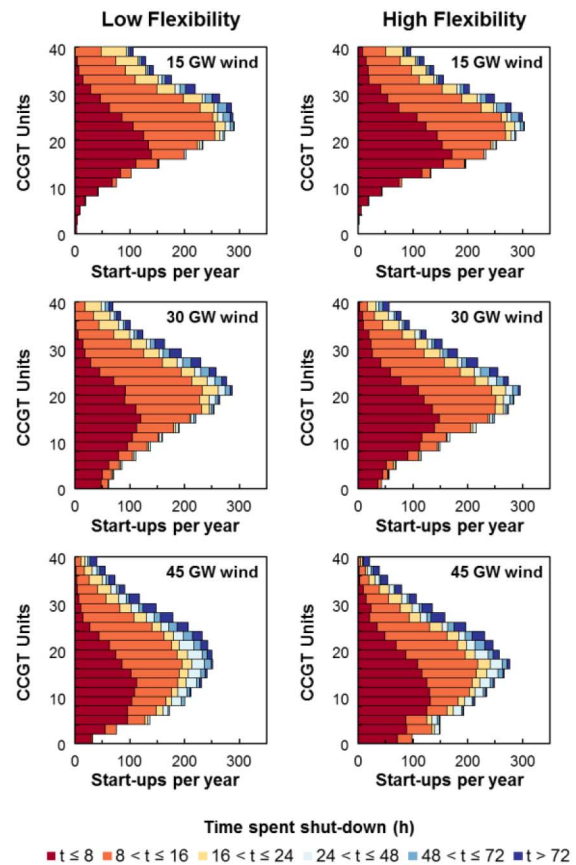 Low Flexibility
High Flexibility
15 GW wind
CCGT Units
40
30
20
10
0
0 100 200 300
Start-ups per year
15 GW wind
CCGT Units
40
30
20
10
0
0 100 200 300
Start-ups per year
30 GW wind
CCGT Units
40
30
20
10
0
0 100 200 300
Start-ups per year
30 GW wind
CCGT Units
40
30
20
10
0
0 100 200 300
Start-ups per year
45 GW wind
CCGT Units
40
30
20
10
0
0 100 200 300
Start-ups per year
45 GW wind
CCGT Units
40
30
20
10
0
0 100 200 300
Start-ups per year
Time spent shut-down (h)
t ≤ 8 8 < t ≤ 16 16 < t ≤ 24 24 < t ≤ 48 48 < t ≤ 72 t > 72